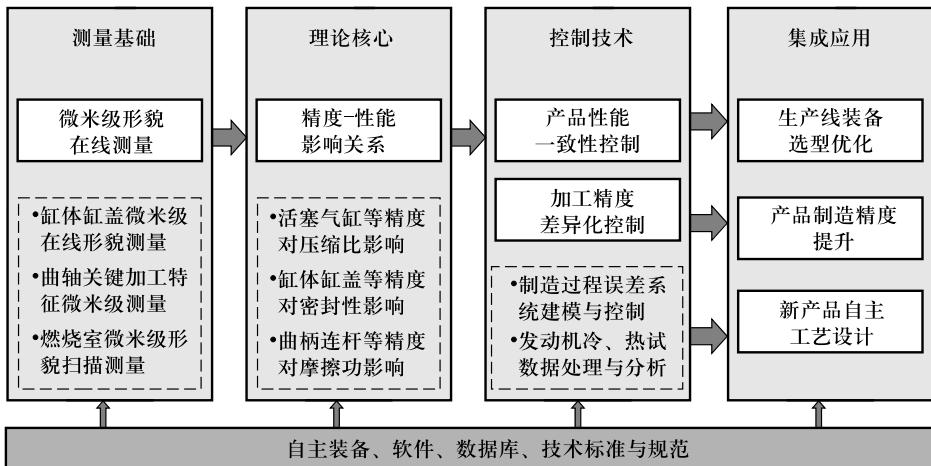 测量基础
微米级形貌
在线测量
•缸体缸盖微米级
在线形貌测量
•曲轴关键加工特
征微米级测量
•燃烧室微米级形
貌扫描测量
理论核心
精度-性能
影响关系
•活塞气缸等精度
对压缩比影响
•缸体缸盖等精度
对密封性影响
•曲柄连杆等精度
对摩擦功影响
控制技术
产品性能
一致性控制
加工精度
差异化控制
•制造过程误差系
统建模与控制
•发动机冷、热试
数据处理与分析
集成应用
生产线装备
选型优化
产品制造精度
提升
新产品自主
工艺设计
自主装备、软件、数据库、技术标准与规范